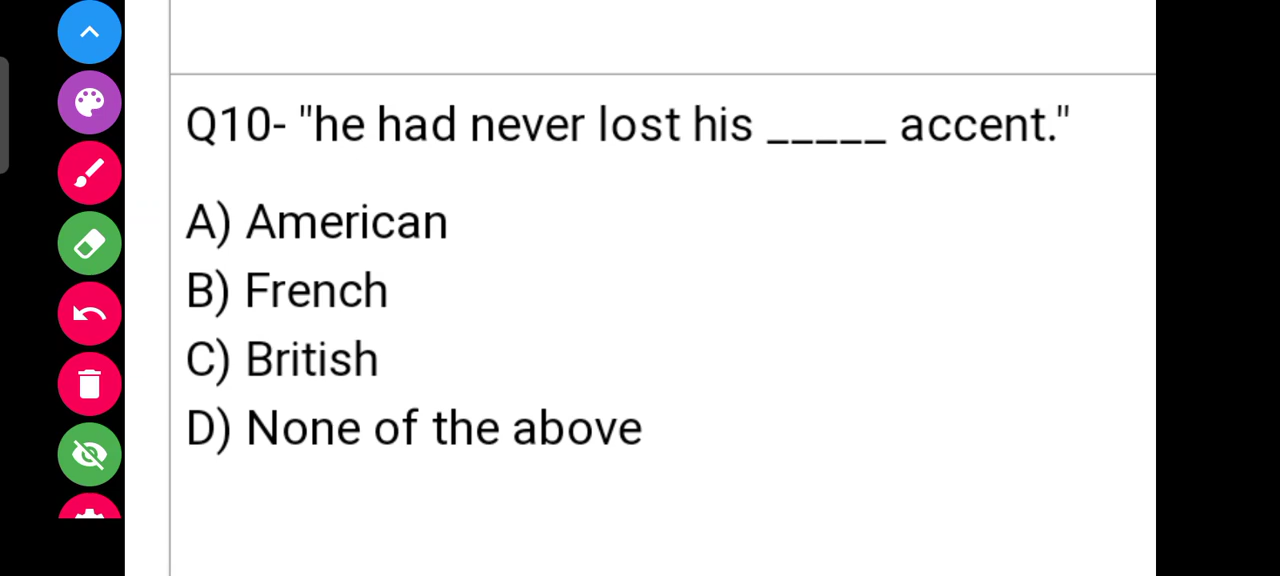 Q10- "he had never lost his _____ accent."
A) American
B) French
C) British
D) None of the above